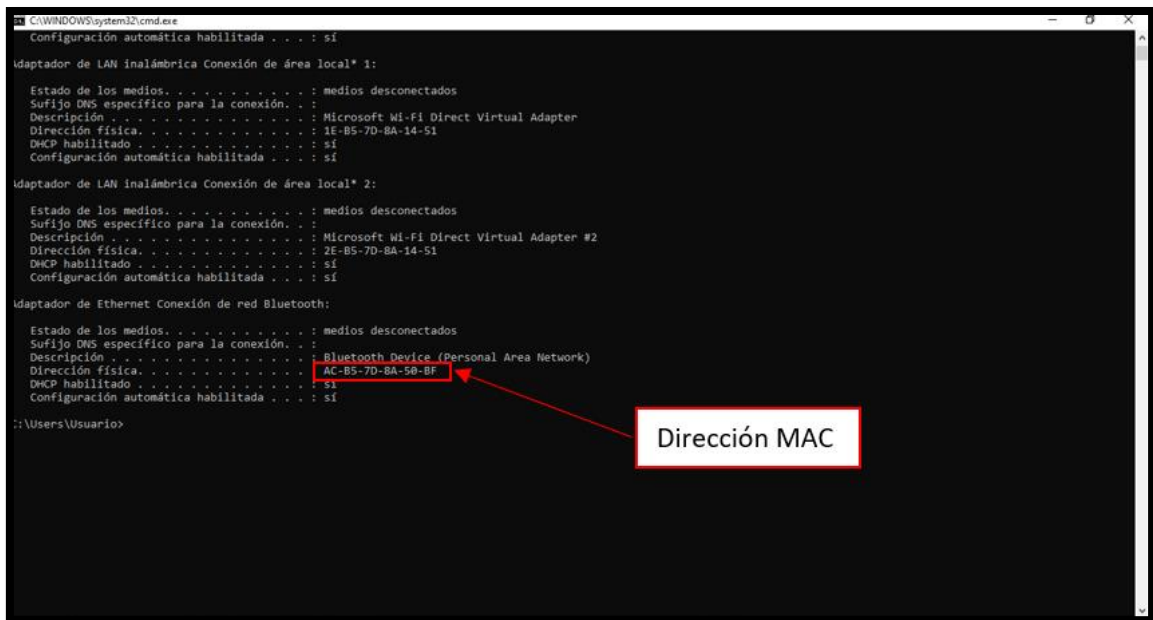 C:\WINDOWS\system32\cmd.exe
Configuración automática habilitada . . . : sí
Adaptador de LAN inalámbrica Conexión de área local* 1:
Estado de los medios. . . . . . . . . . . : medios desconectados
Sufijo DNS específico para la conexión. . :
Descripción . . . . . . . . . . . . . . . : Microsoft Wi-Fi Direct Virtual Adapter
Dirección física. . . . . . . . . . . . . : 1E-B5-7D-8A-14-51
DHCP habilitado . . . . . . . . . . . . . : sí
Configuración automática habilitada . . . : sí
Adaptador de LAN inalámbrica Conexión de área local* 2:
Estado de los medios. . . . . . . . . . . : medios desconectados
Sufijo DNS específico para la conexión. . :
Descripción . . . . . . . . . . . . . . . : Microsoft Wi-Fi Direct Virtual Adapter #2
Dirección física. . . . . . . . . . . . . : 2E-B5-7D-8A-14-51
DHCP habilitado . . . . . . . . . . . . . : sí
Configuración automática habilitada . . . : sí
Adaptador de Ethernet Conexión de red Bluetooth:
Estado de los medios. . . . . . . . . . . : medios desconectados
Sufijo DNS específico para la conexión. . :
Descripción . . . . . . . . . . . . . . . : Bluetooth Device (Personal Area Network)
Dirección física. . . . . . . . . . . . . : AC-B5-7D-8A-50-BF
DHCP habilitado . . . . . . . . . . . . . : sí
Configuración automática habilitada . . . : sí
C:\Users\Usuario>
Dirección MAC